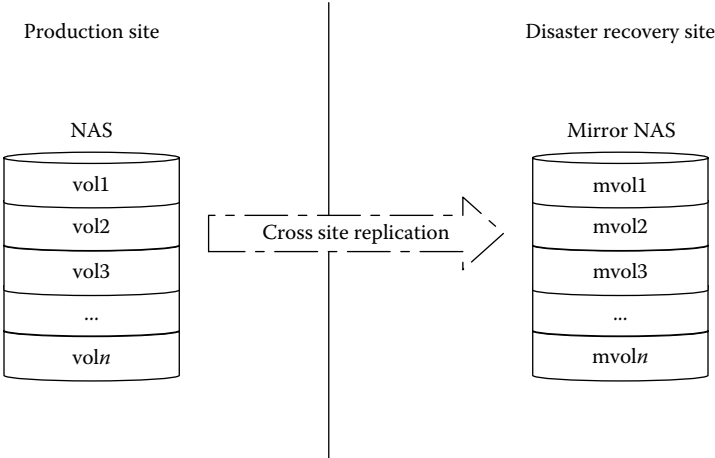 Production site
Disaster recovery site
NAS
Mirror NAS
vol1
mvol1
vol2
mvol2
Cross site replication
vol3
mvol3
...
...
voln
mvoln